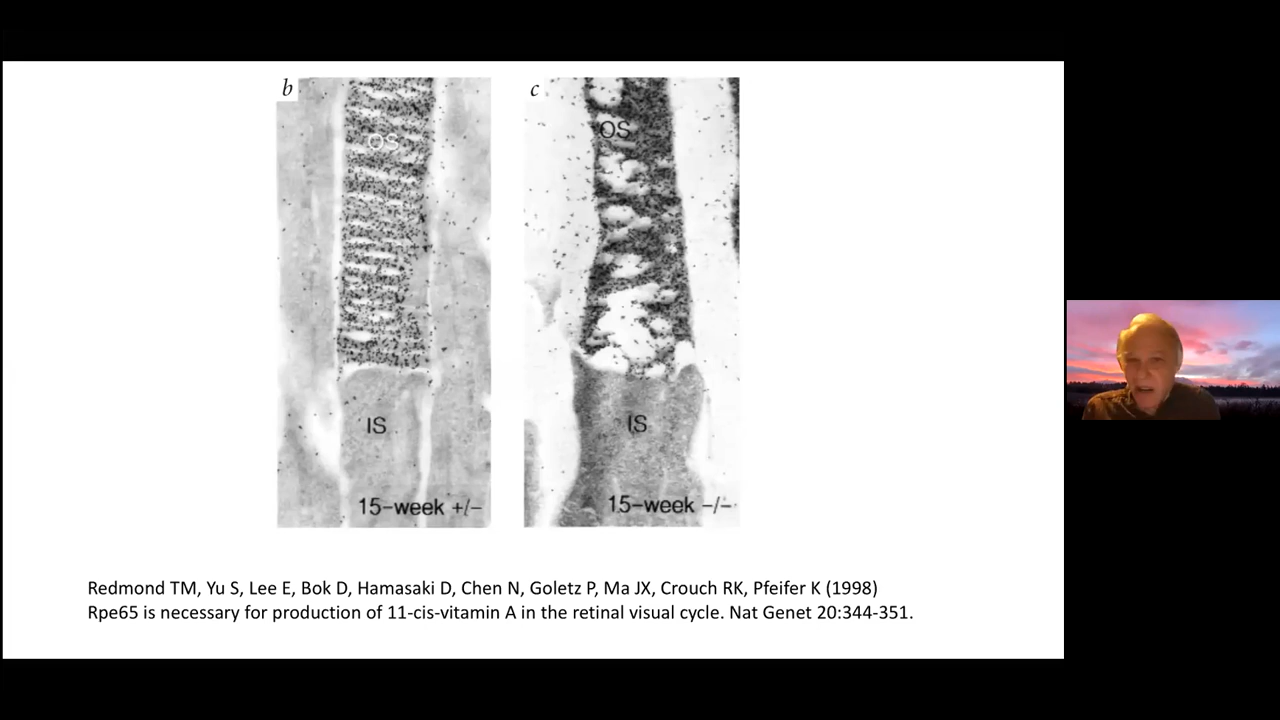 b
c
OS
OS
IS
IS
15-week +/-
15-week -/-
Redmond TM, Yu S, Lee E, Bok D, Hamasaki D, Chen N, Goletz P, Ma JX, Crouch RK, Pfeifer K (1998)
Rpe65 is necessary for production of 11-cis-vitamin A in the retinal visual cycle. Nat Genet 20:344-351.